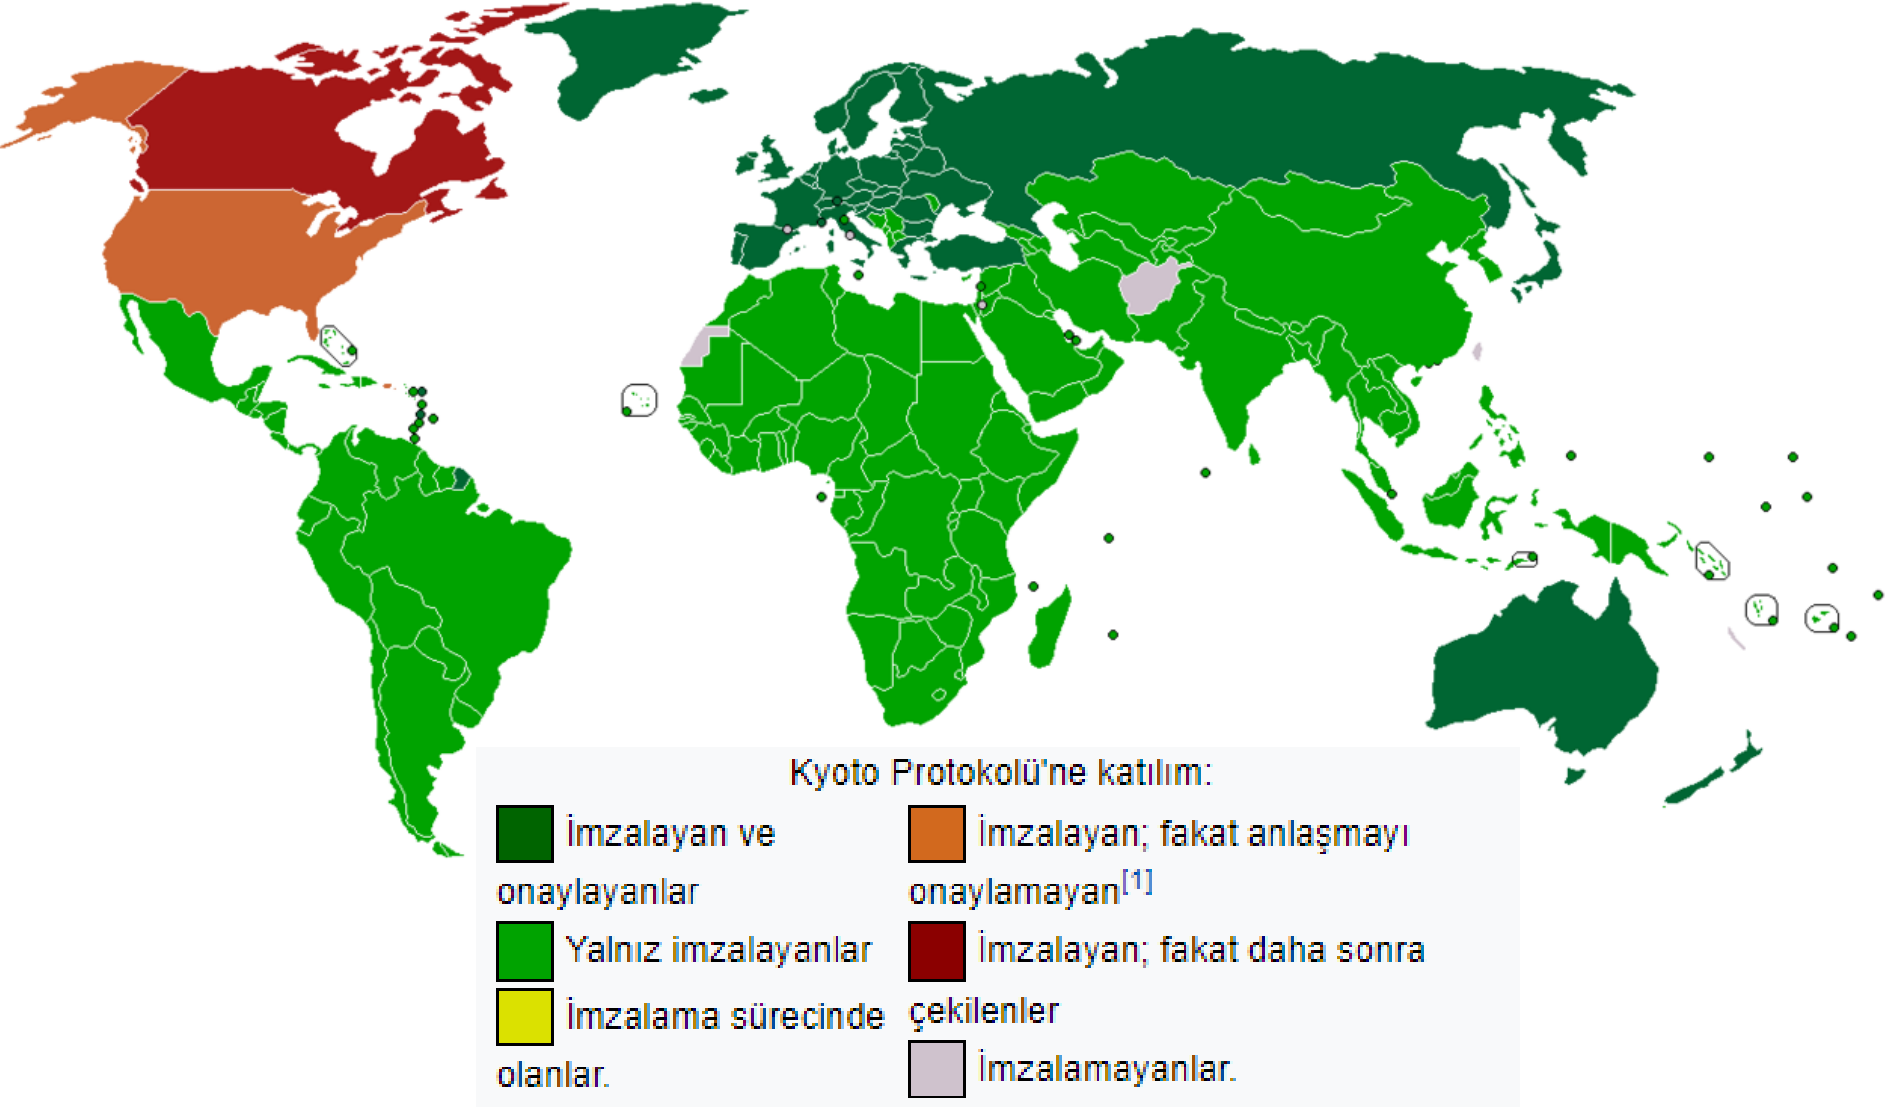 Kyoto Protokolü'ne katılım:
İmzalayan ve
onaylayanlar
Yalnız imzalayanlar
İmzalama sürecinde
olanlar.
İmzalayan; fakat anlaşmayı
onaylamayan[1]
İmzalayan; fakat daha sonra
çekilenler
İmzalamayanlar.